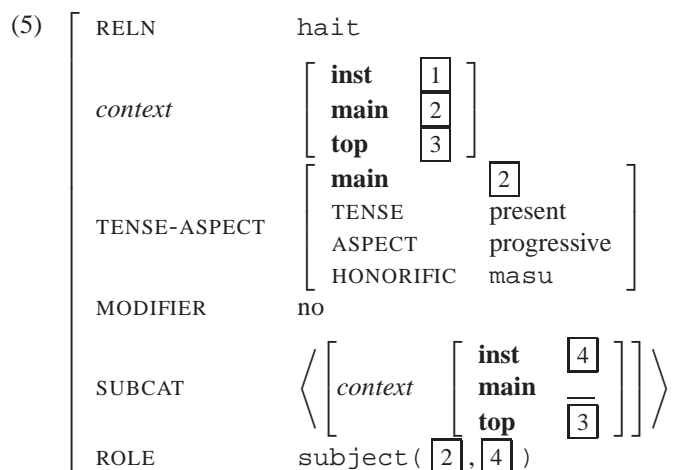 (5) RELN hait
inst 1
context main 2
top 3
main 2
TENSE present
TENSE-ASPECT ASPECT progressive
HONORIFIC masu
MODIFIER no
inst 4
SUBCAT context main __
top 3
ROLE subject( 2 , 4 )